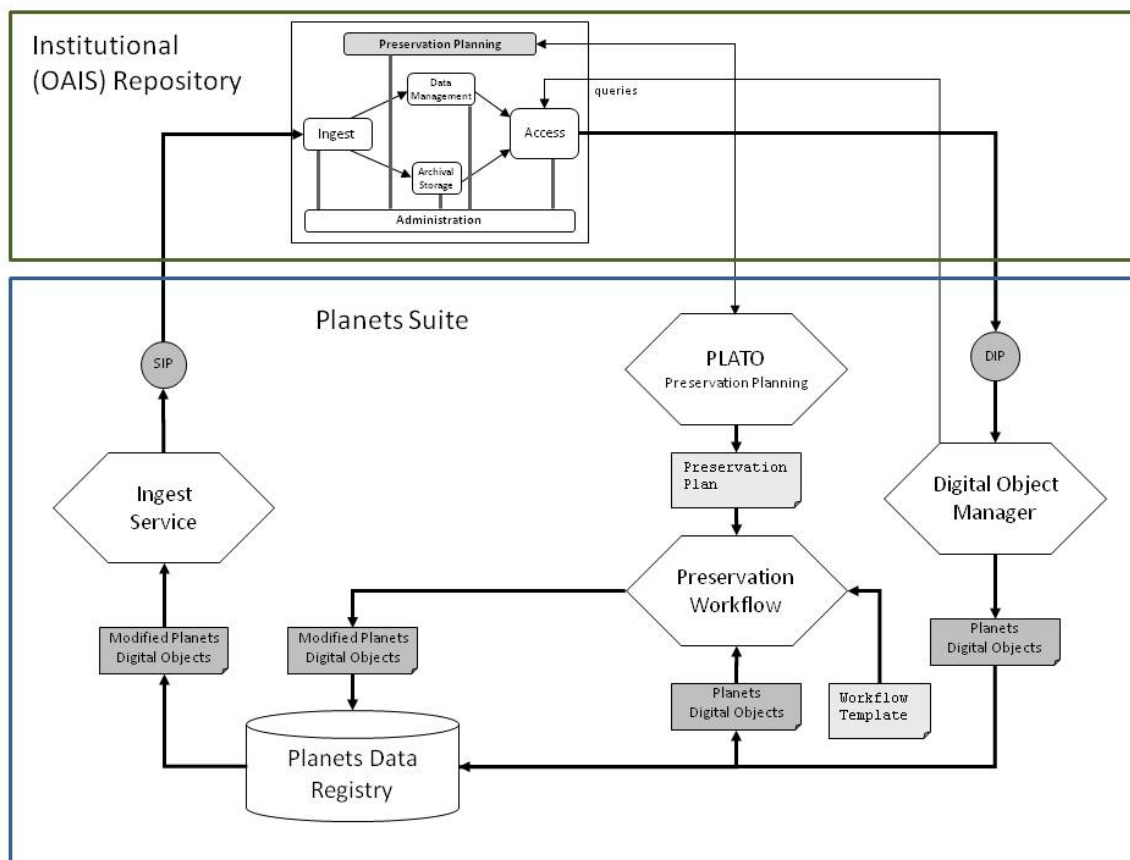 Institutional
(OAIS) Repository
Preservation Planning
Data
Management
queries
Ingest
Access
Archival
Storage
Administration
Planets Suite
SIP
PLATO
Preservation Planning
DIP
Preservation
Plan
Ingest
Service
Digital Object
Manager
Preservation
Workflow
Modified Planets
Digital Objects
Modified Planets
Digital Objects
Planets
Digital Objects
Planets
Digital Objects
Workflow
Template
Planets Data
Registry